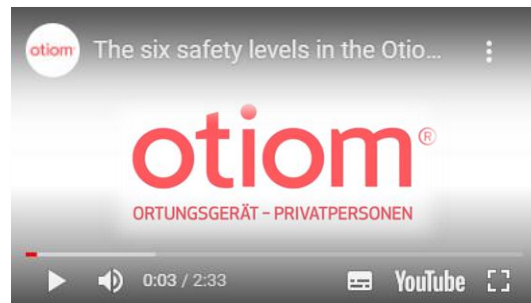 otiom The six safety levels in the Otio...
otiom®
ORTUNGSGERÄT – PRIVATPERSONEN
0:03 / 2:33 YouTube